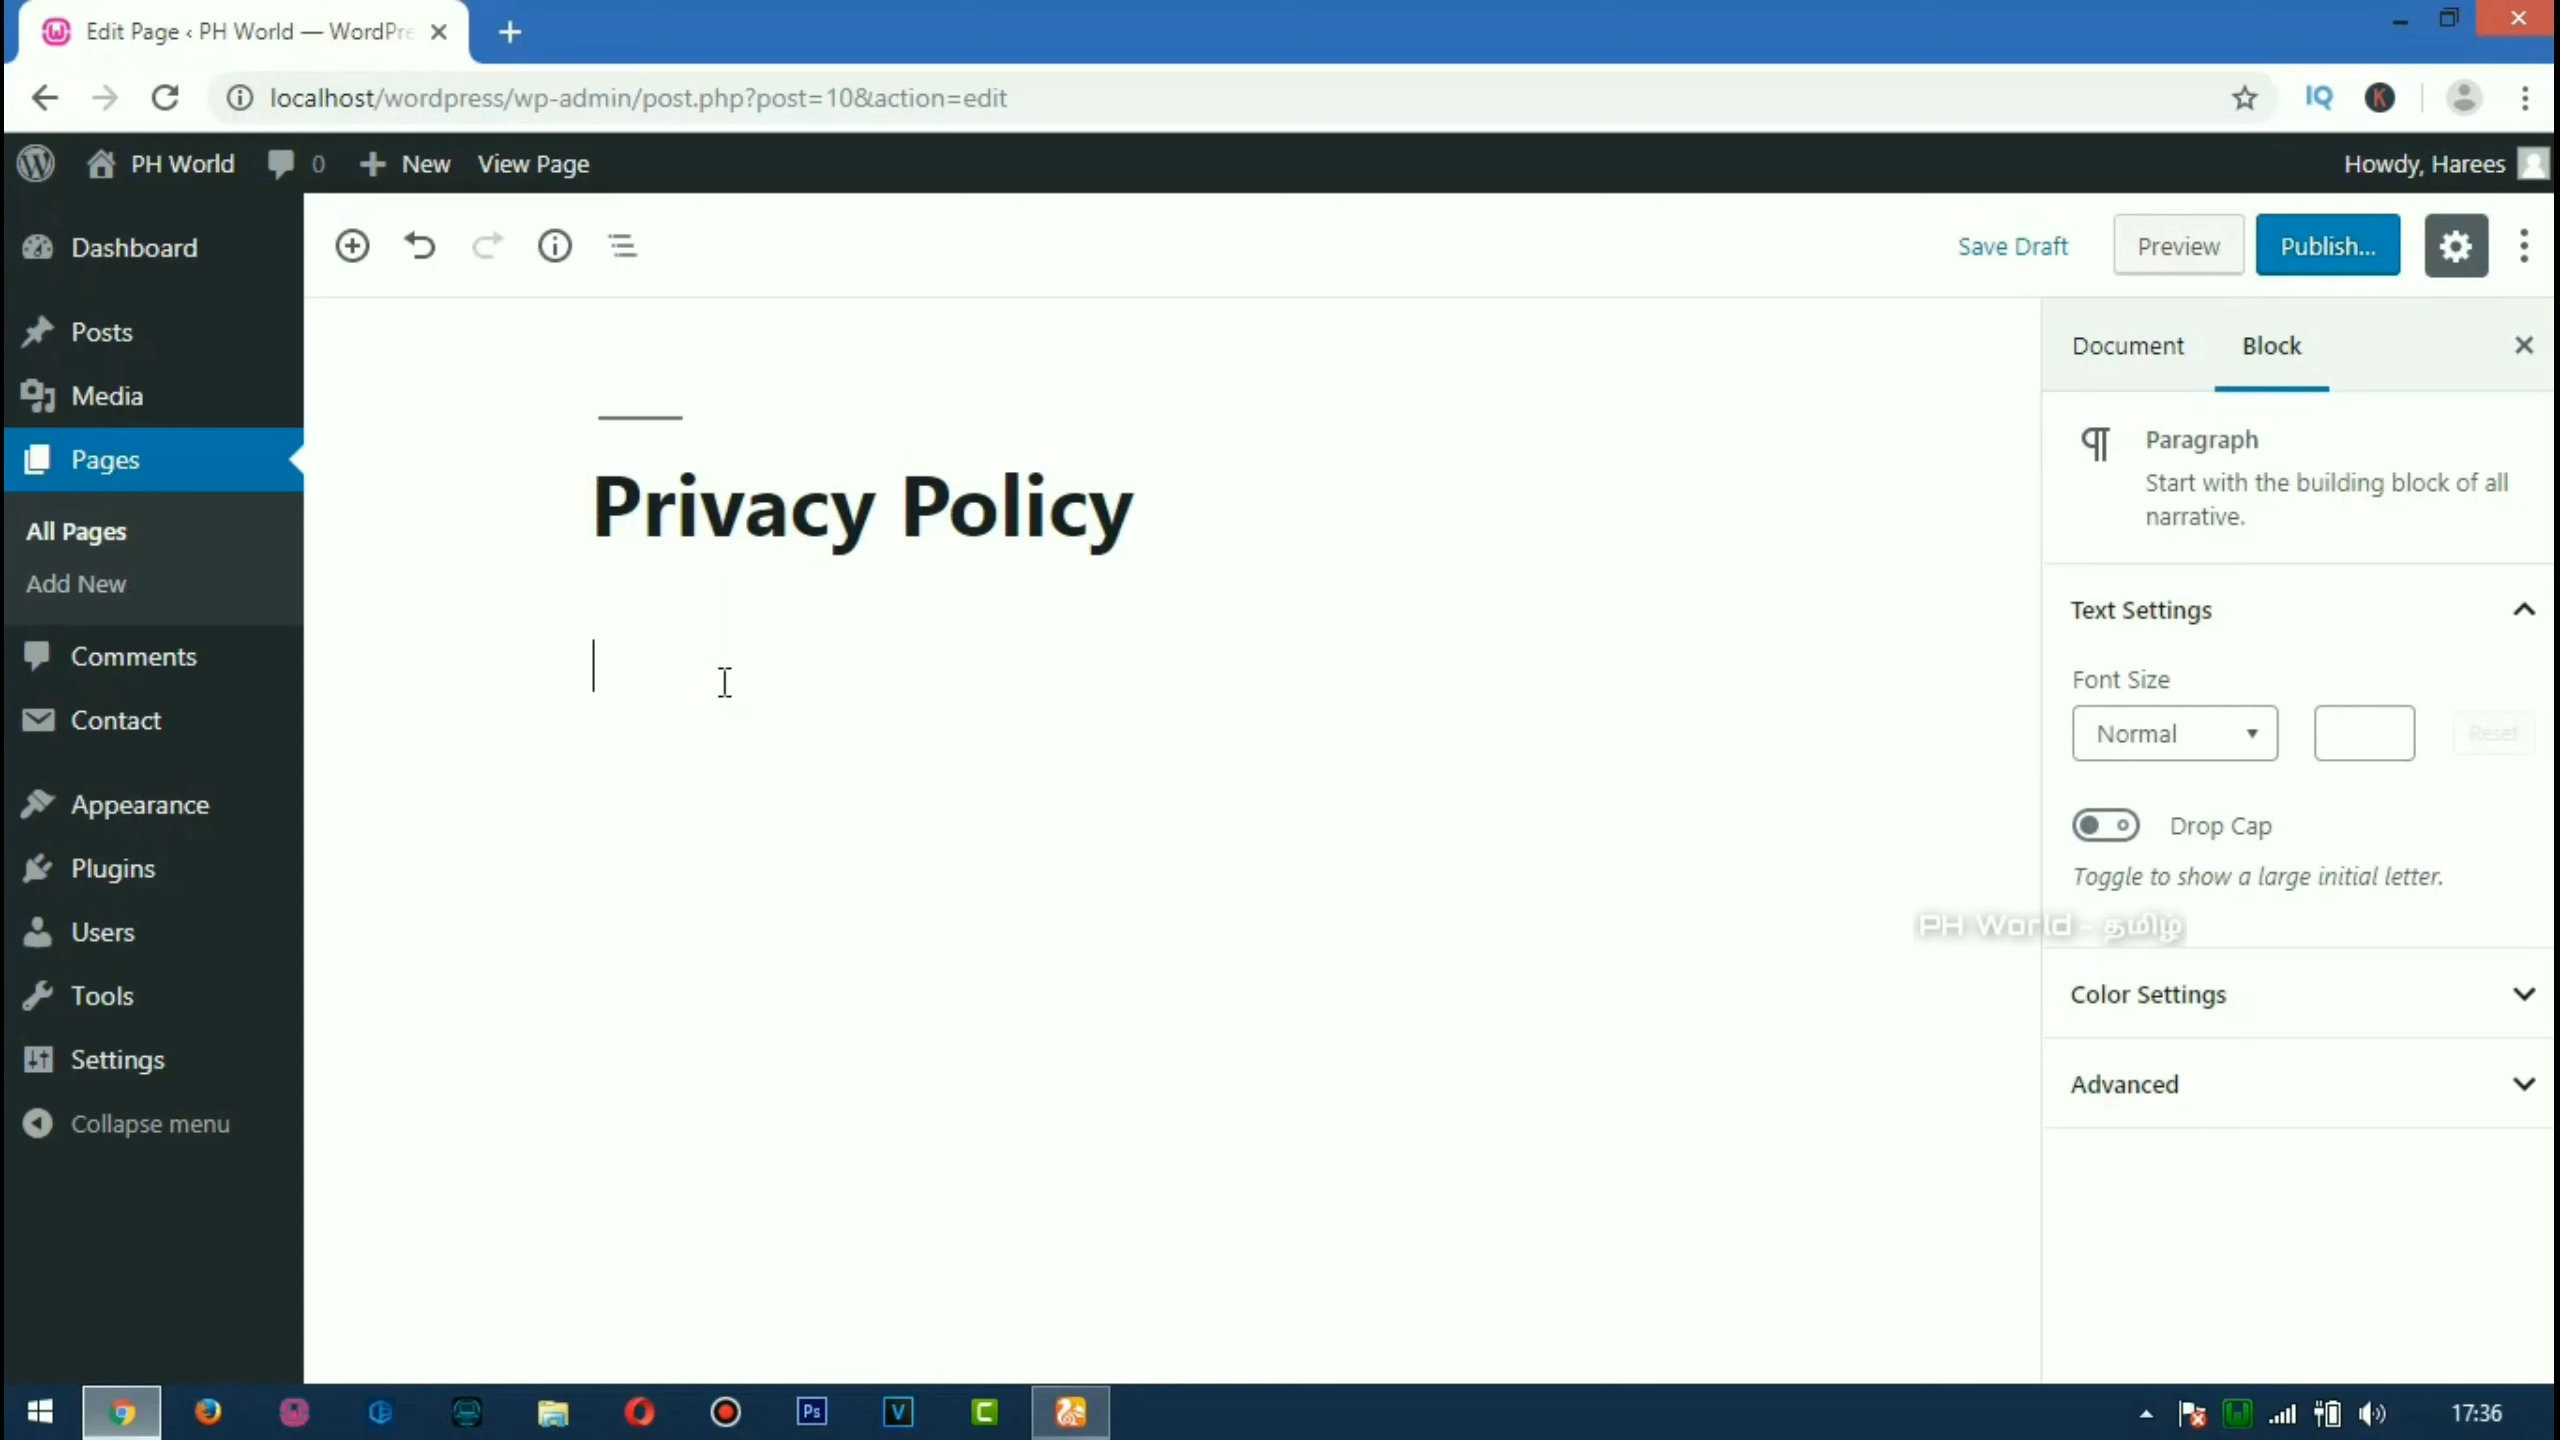 Edit Page ‹ PH World — WordPre
localhost/wordpress/wp-admin/post.php?post=10&action=edit
IQ
K
PH World
0
New
View Page
Howdy, Harees
Dashboard
Posts
Media
Pages
All Pages
Add New
Comments
Contact
Appearance
Plugins
Users
Tools
Settings
Collapse menu
Save Draft
Preview
Publish...
Privacy Policy
Document
Block
Paragraph
Start with the building block of all
narrative.
Text Settings
Font Size
Normal
Reset
Drop Cap
Toggle to show a large initial letter.
PH World - தமிழ்
Color Settings
Advanced
Ps
V
C
17:36